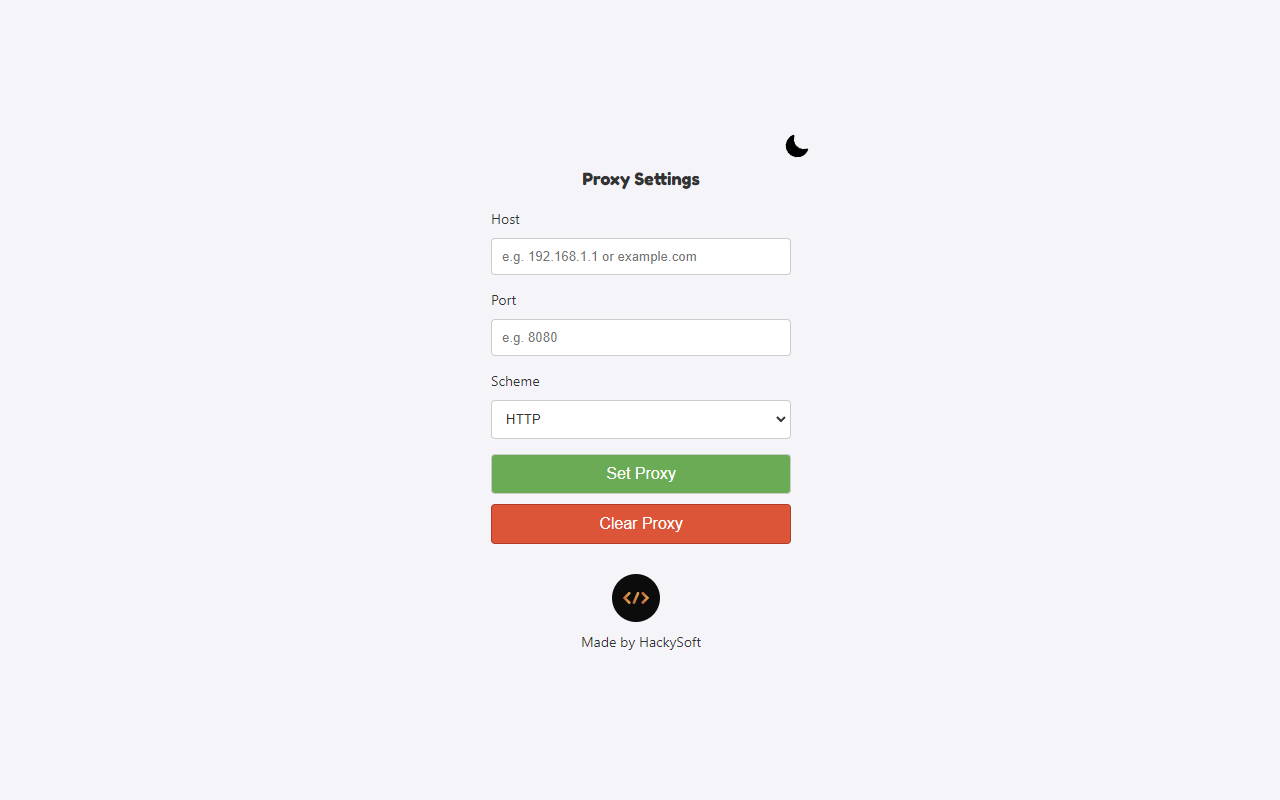 Proxy Settings
Host
e.g. 192.168.1.1 or example.com
Port
e.g. 8080
Scheme
HTTP
Set Proxy
Clear Proxy
</>
Made by HackySoft